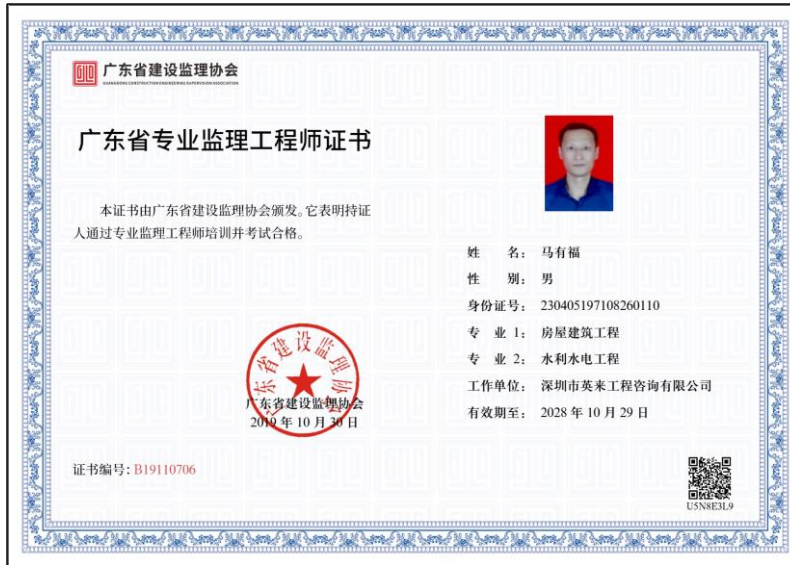 广东省建设监理协会
GUANGDONG CONSTRUCTION ENGINEERING SUPERVISION ASSOCIATION
广东省专业监理工程师证书
本证书由广东省建设监理协会颁发。它表明持证
人通过专业监理工程师培训并考试合格。
姓 名： 马有福
性 别： 男
身份证号： 230405197108260110
专 业 1： 房屋建筑工程
专 业 2： 水利水电工程
工作单位： 深圳市英来工程咨询有限公司
有效期至： 2028 年 10 月 29 日
广东省建设监理协会
广东省建设监理协会
2019 年 10 月 30 日
证书编号：B19110706
U5N8E3L9